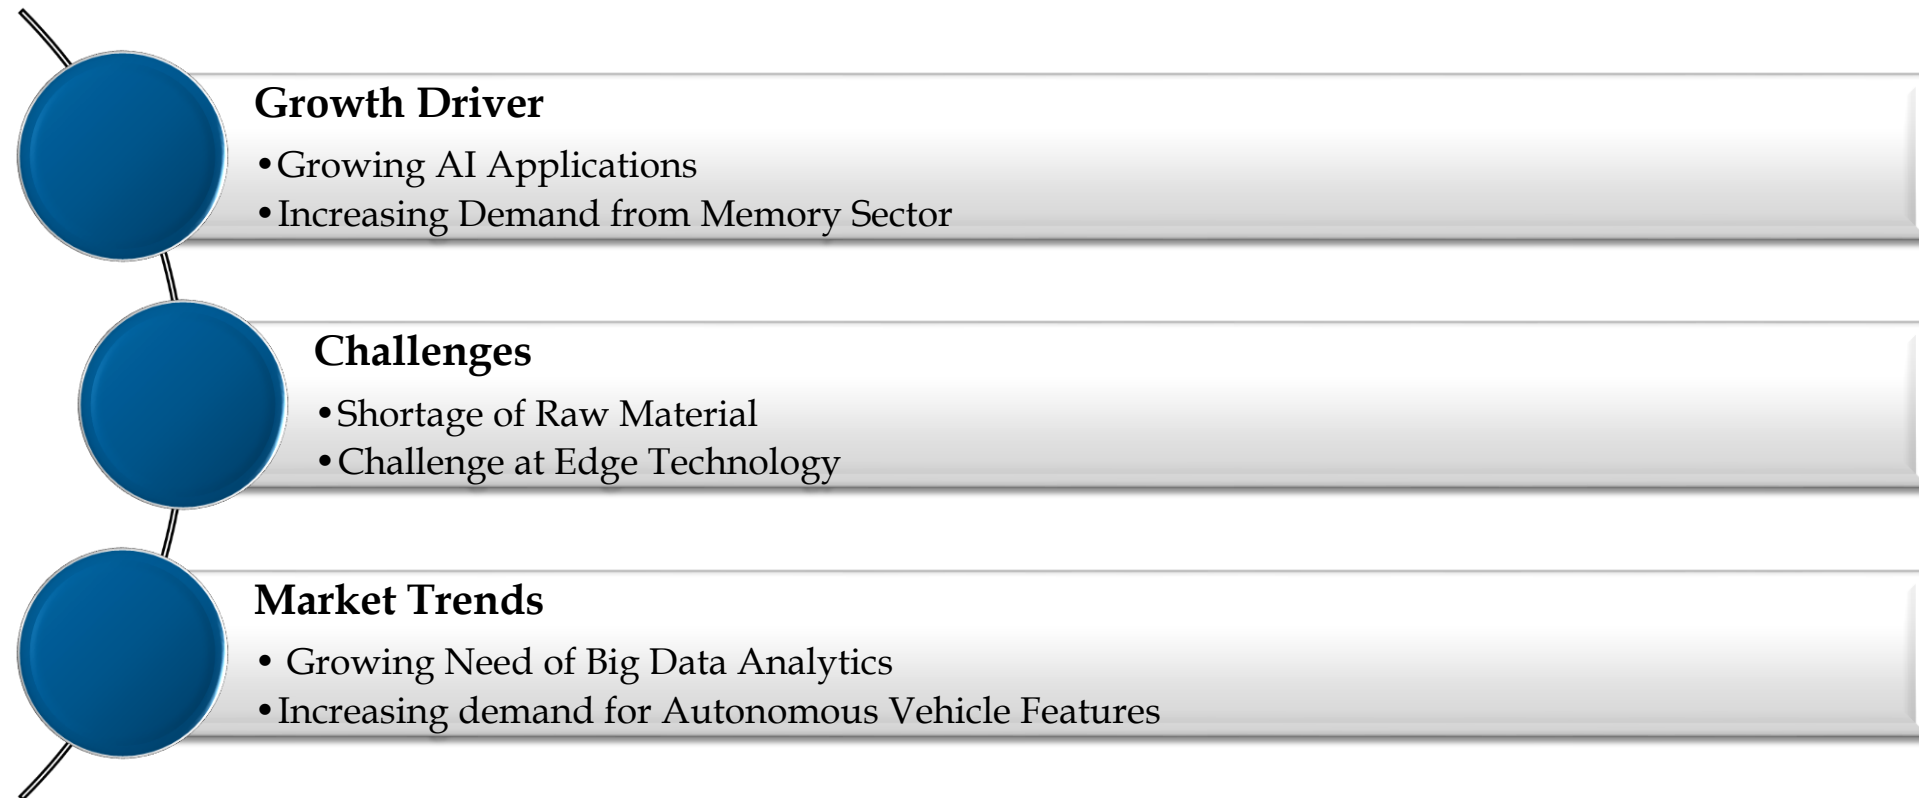 Growth Driver
•Growing AI Applications
•Increasing Demand from Memory Sector
Challenges
•Shortage of Raw Material
•Challenge at Edge Technology
Market Trends
• Growing Need of Big Data Analytics
•Increasing demand for Autonomous Vehicle Features